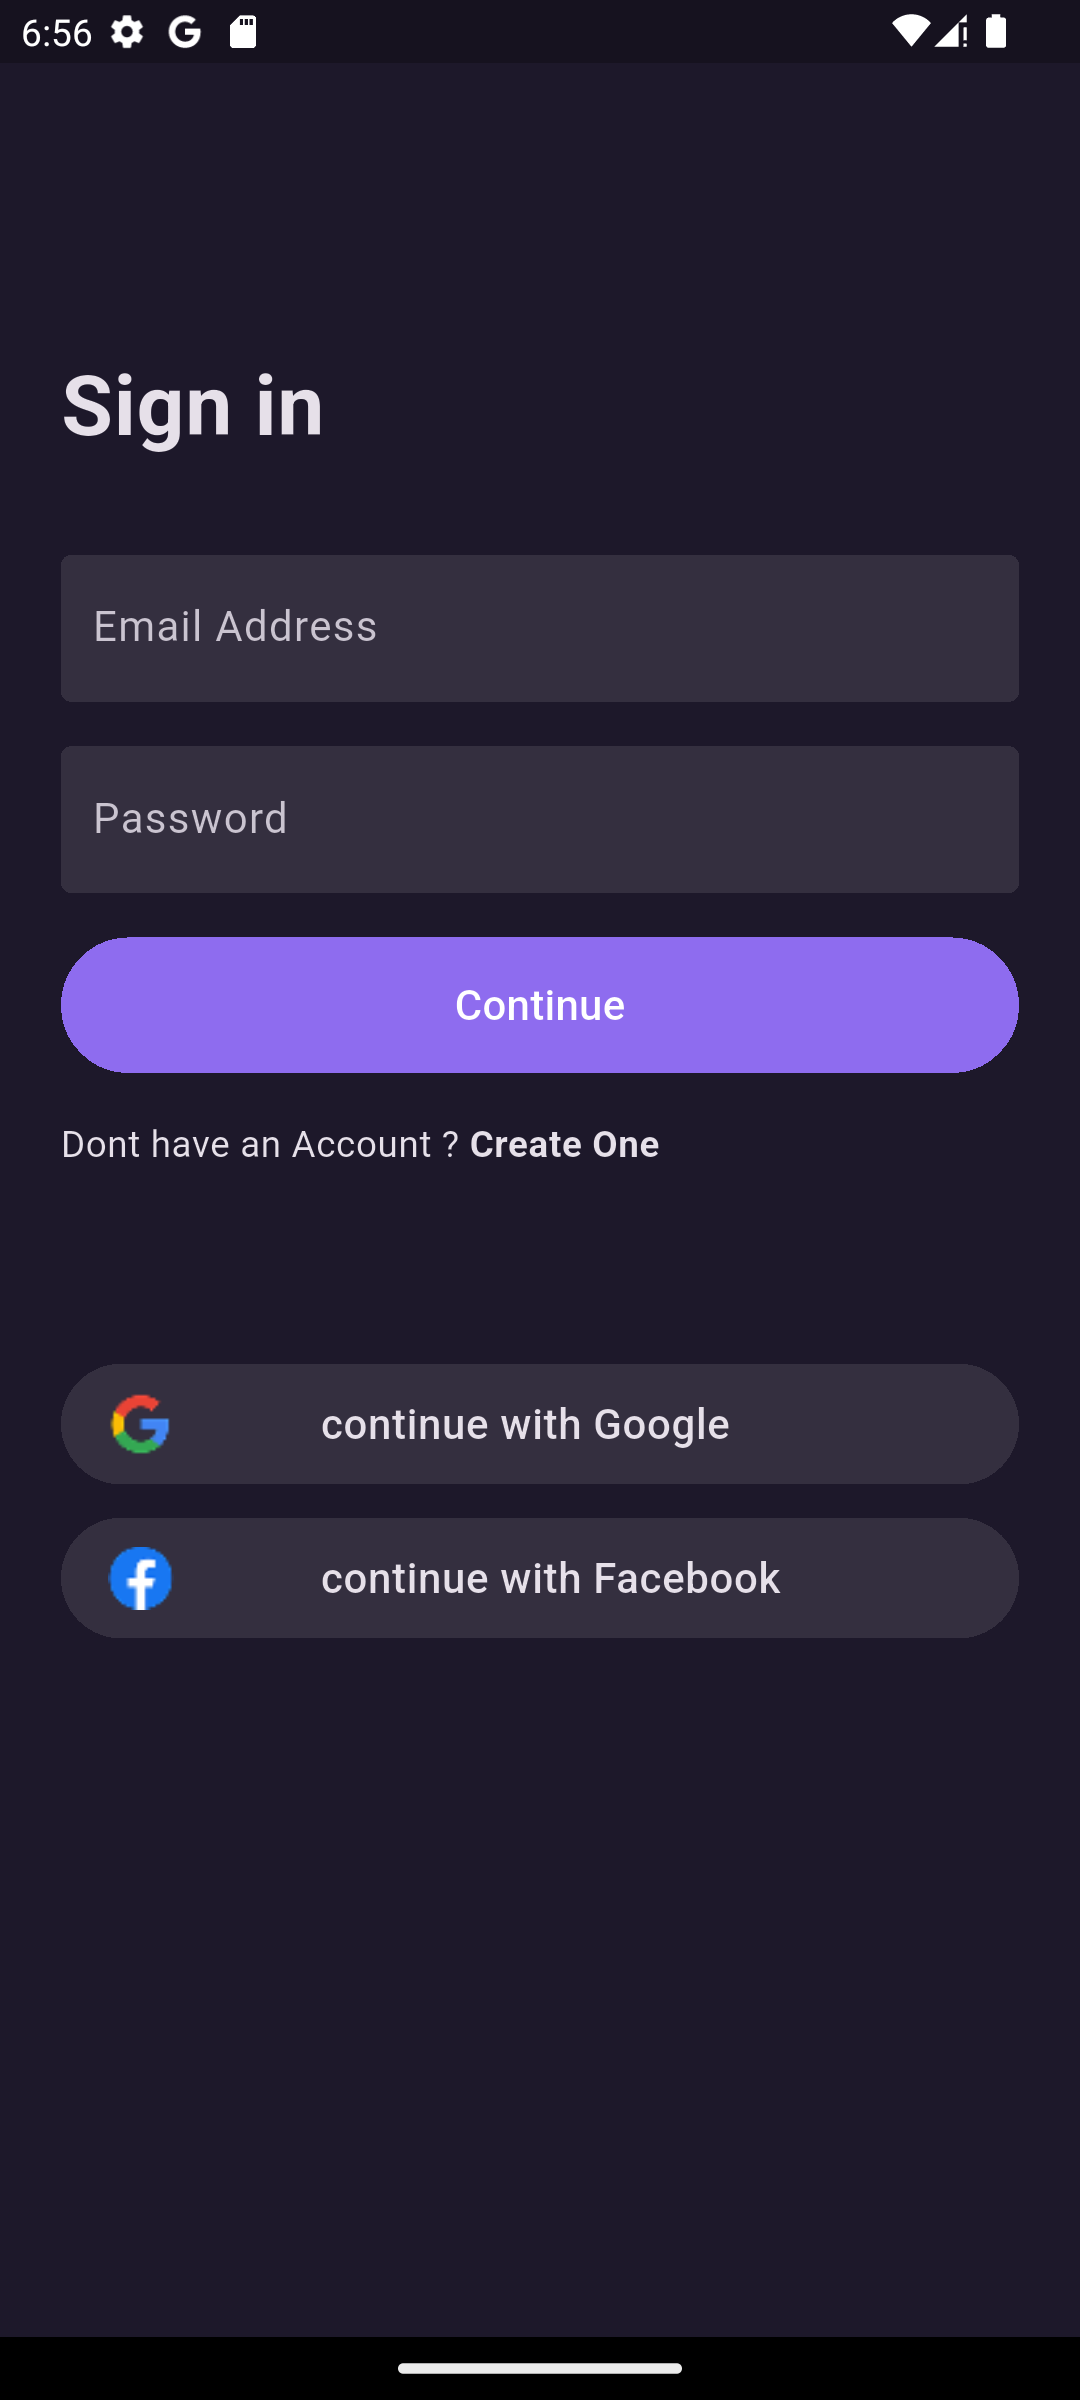 6:56
Sign in
Email Address
Password
Continue
Dont have an Account ? Create One
continue with Google
continue with Facebook